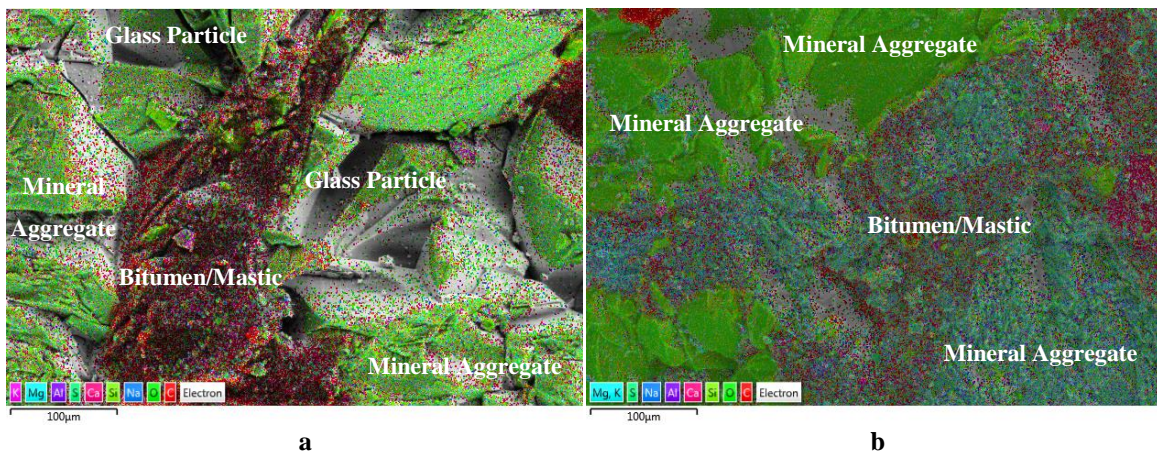 Glass Particle
Mineral Aggregate
Mineral Aggregate
Mineral
Aggregate
Glass Particle
Bitumen/Mastic
Bitumen/Mastic
Mineral Aggregate
Mineral Aggregate
K Mg Al S Ca Si Na O C Electron
Mg, K S Na Al Ca Si O C Electron
100µm
100µm
a
b